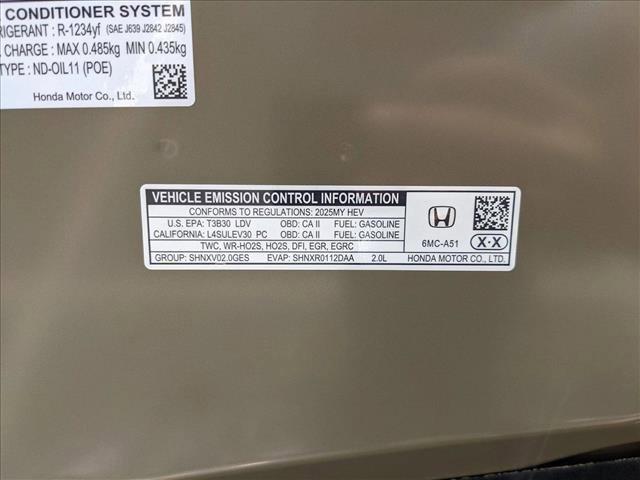 CONDITIONER SYSTEM
RIGERANT : R-1234yf (SAE J639 J2842 J2845)
CHARGE : MAX 0.485kg MIN 0.435kg
TYPE : ND-OIL11 (POE)
Honda Motor Co., Ltd.
VEHICLE EMISSION CONTROL INFORMATION
CONFORMS TO REGULATIONS: 2025MY HEV
U.S. EPA: T3B30 LDV OBD: CA II FUEL: GASOLINE
CALIFORNIA: L4SULEV30 PC OBD: CA II FUEL: GASOLINE
TWC, WR-HO2S, HO2S, DFI, EGR, EGRC
GROUP: SHNXV02.0GES EVAP: SHNXR0112DAA 2.0L
6MC-A51
X·X
HONDA MOTOR CO., LTD.